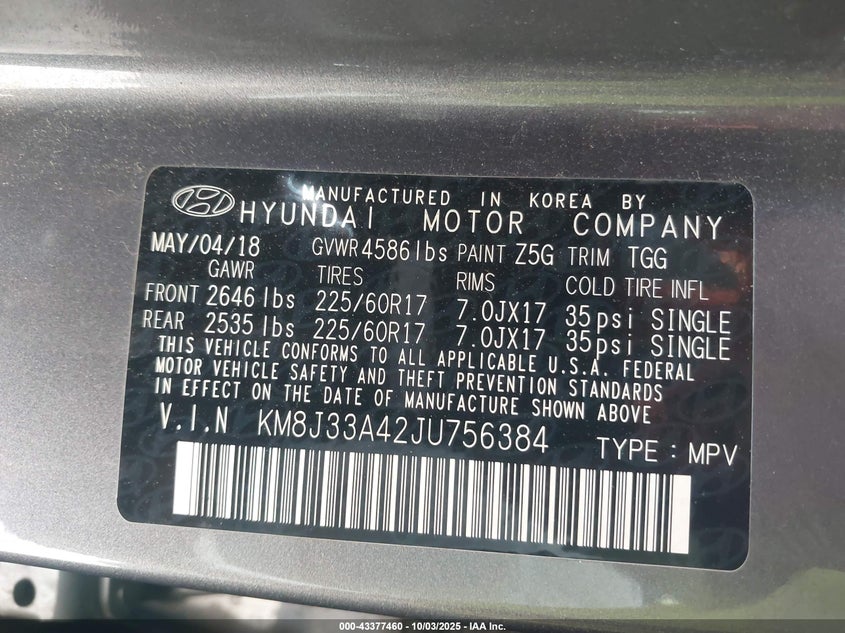 MANUFACTURED IN KOREA BY
HYUNDAI MOTOR COMPANY
MAY/04/18 GVWR 4586 lbs PAINT Z5G TRIM TGG
GAWR TIRES RIMS COLD TIRE INFL
FRONT 2646 lbs 225/60R17 7.0JX17 35psi SINGLE
REAR 2535 lbs 225/60R17 7.0JX17 35psi SINGLE
THIS VEHICLE CONFORMS TO ALL APPLICABLE U.S.A. FEDERAL
MOTOR VEHICLE SAFETY AND THEFT PREVENTION STANDARDS
IN EFFECT ON THE DATE OF MANUFACTURE SHOWN ABOVE
V.I.N KM8J33A42JU756384 TYPE : MPV
000-43377460 - 10/03/2025 - IAA Inc.